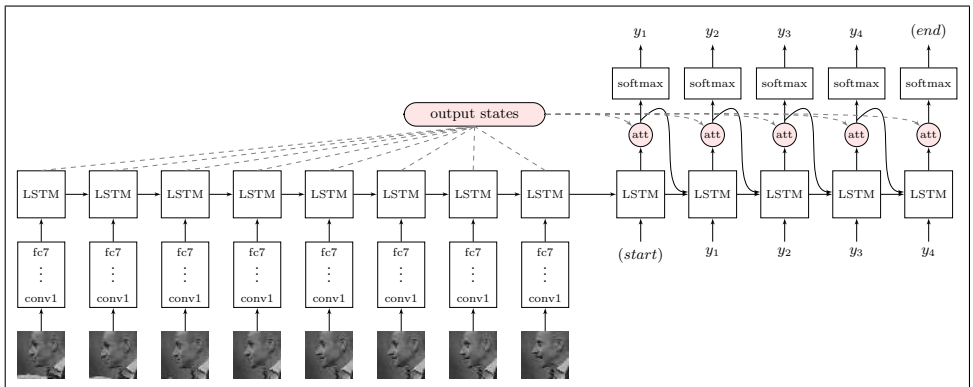 y1 y2 y3 y4 (end)
softmax softmax softmax softmax softmax
output states
att att att att att
LSTM LSTM LSTM LSTM LSTM LSTM LSTM LSTM LSTM LSTM LSTM LSTM LSTM
fc7 fc7 fc7 fc7 fc7 fc7 fc7 fc7
(start) y1 y2 y3 y4
⋮ ⋮ ⋮ ⋮ ⋮ ⋮ ⋮ ⋮
conv1 conv1 conv1 conv1 conv1 conv1 conv1 conv1